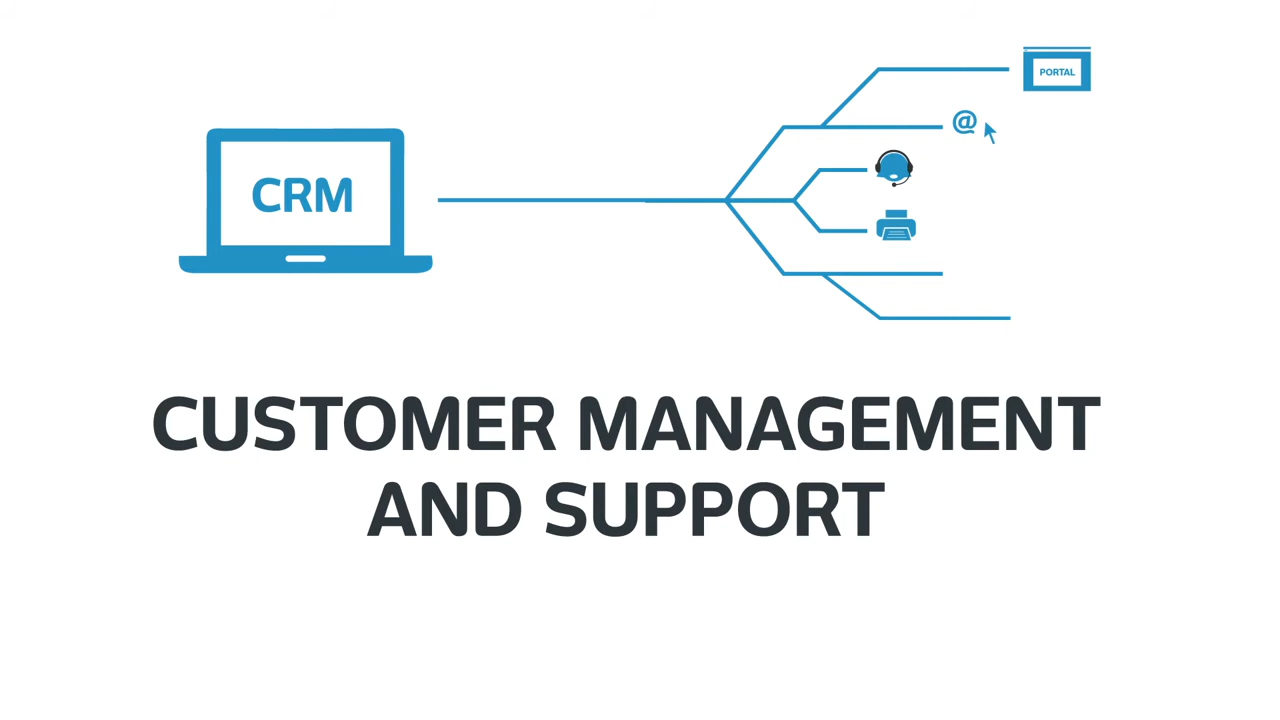 PORTAL
@
CRM
CUSTOMER MANAGEMENT
AND SUPPORT